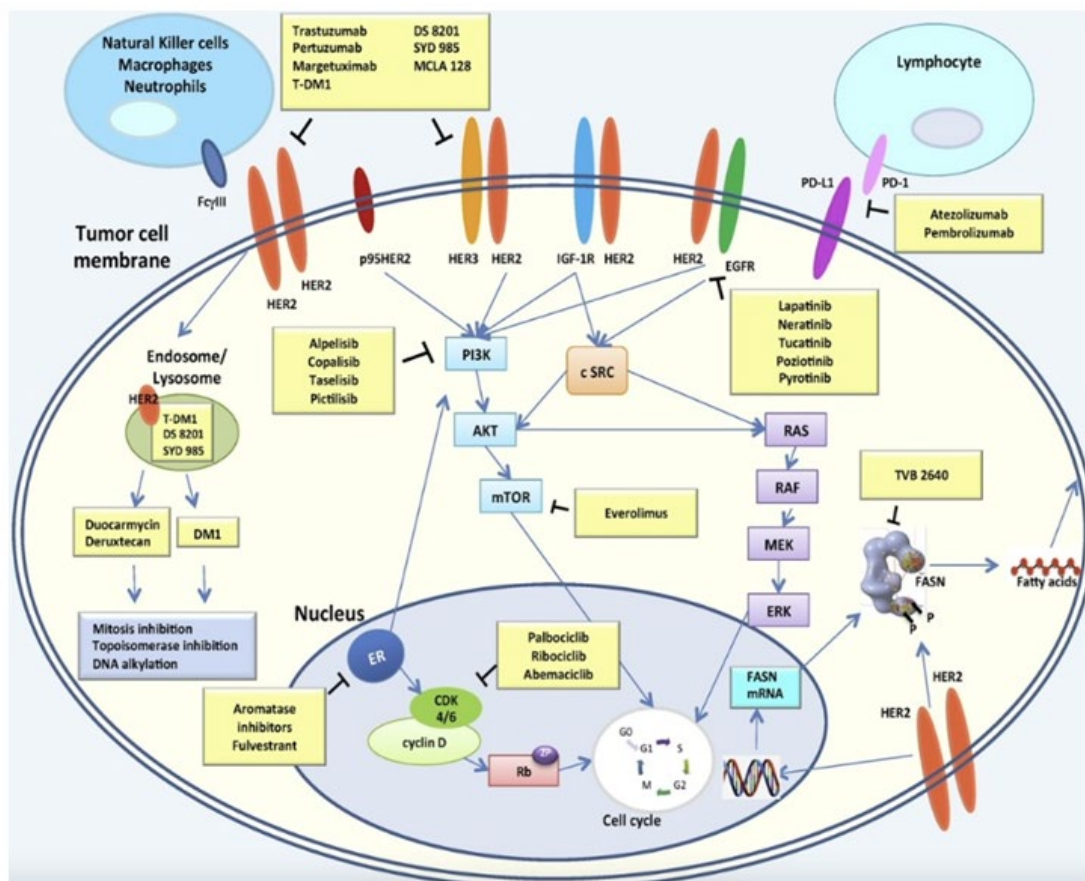 Natural Killer cells
Macrophages
Neutrophils
Trastuzumab
Pertuzumab
Margetuximab
T-DM1
DS 8201
SYD 985
MCLA 128
Lymphocyte
FcγIII
PD-L1
PD-1
Atezolizumab
Pembrolizumab
Tumor cell
membrane
HER2
HER2
p95HER2
HER3
HER2
IGF-1R
HER2
HER2
EGFR
Lapatinib
Neratinib
Tucatinib
Poziotinib
Pyrotinib
Alpelisib
Copalisib
Taselisib
Pictilisib
PI3K
c SRC
Endosome/
Lysosome
HER2
T-DM1
DS 8201
SYD 985
AKT
RAS
mTOR
Everolimus
RAF
TVB 2640
MEK
ERK
FASN
P
P
Fatty acids
Duocarmycin
Deruxtecan
DM1
Mitosis inhibition
Topoisomerase inhibition
DNA alkylation
Nucleus
ER
Palbociclib
Ribociclib
Abemaciclib
Aromatase
inhibitors
Fulvestrant
CDK
4/6
cyclin D
Rb
FASN
mRNA
HER2
HER2
G0
G1
S
M
G2
Cell cycle